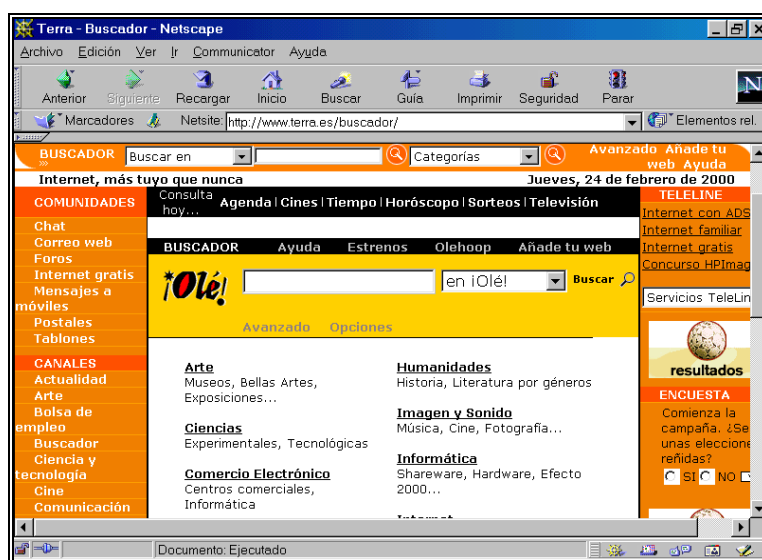 Terra - Buscador - Netscape
Archivo Edición Ver Ir Communicator Ayuda
Anterior Siguiente Recargar Inicio Buscar Guía Imprimir Seguridad Parar
N
Marcadores Netsite: http://www.terra.es/buscador/ Elementos rel.
BUSCADOR Buscar en Categorías Avanzado Añade tu
web Ayuda
Internet, más tuyo que nunca Jueves, 24 de febrero de 2000
COMUNIDADES
Chat
Correo web
Foros
Internet gratis
Mensajes a
móviles
Postales
Tablones
CANALES
Actualidad
Arte
Bolsa de
empleo
Buscador
Ciencia y
tecnología
Cine
Comunicación
Consulta
hoy... Agenda | Cines | Tiempo | Horóscopo | Sorteos | Televisión
BUSCADOR Ayuda Estrenos Olehoop Añade tu web
¡Olé! en ¡Olé! Buscar
Avanzado Opciones
Arte
Museos, Bellas Artes,
Exposiciones...
Ciencias
Experimentales, Tecnológicas
Comercio Electrónico
Centros comerciales,
Informática
Humanidades
Historia, Literatura por géneros
Imagen y Sonido
Música, Cine, Fotografía...
Informática
Shareware, Hardware, Efecto
2000...
Internet
TELELINE
Internet con ADS
Internet familiar
Internet gratis
Concurso HPImag
Servicios TeleLin
resultados
ENCUESTA
Comienza la
campaña. ¿Se
unas eleccione
reñidas?
SI NO
Documento: Ejecutado